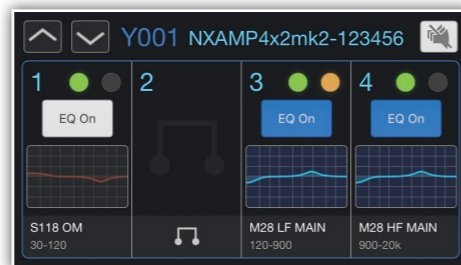 Y001 NXAMP4x2mk2-123456
1 2 3 4
EQ On EQ On EQ On
S118 OM M28 LF MAIN M28 HF MAIN
30-120 120-900 900-20k